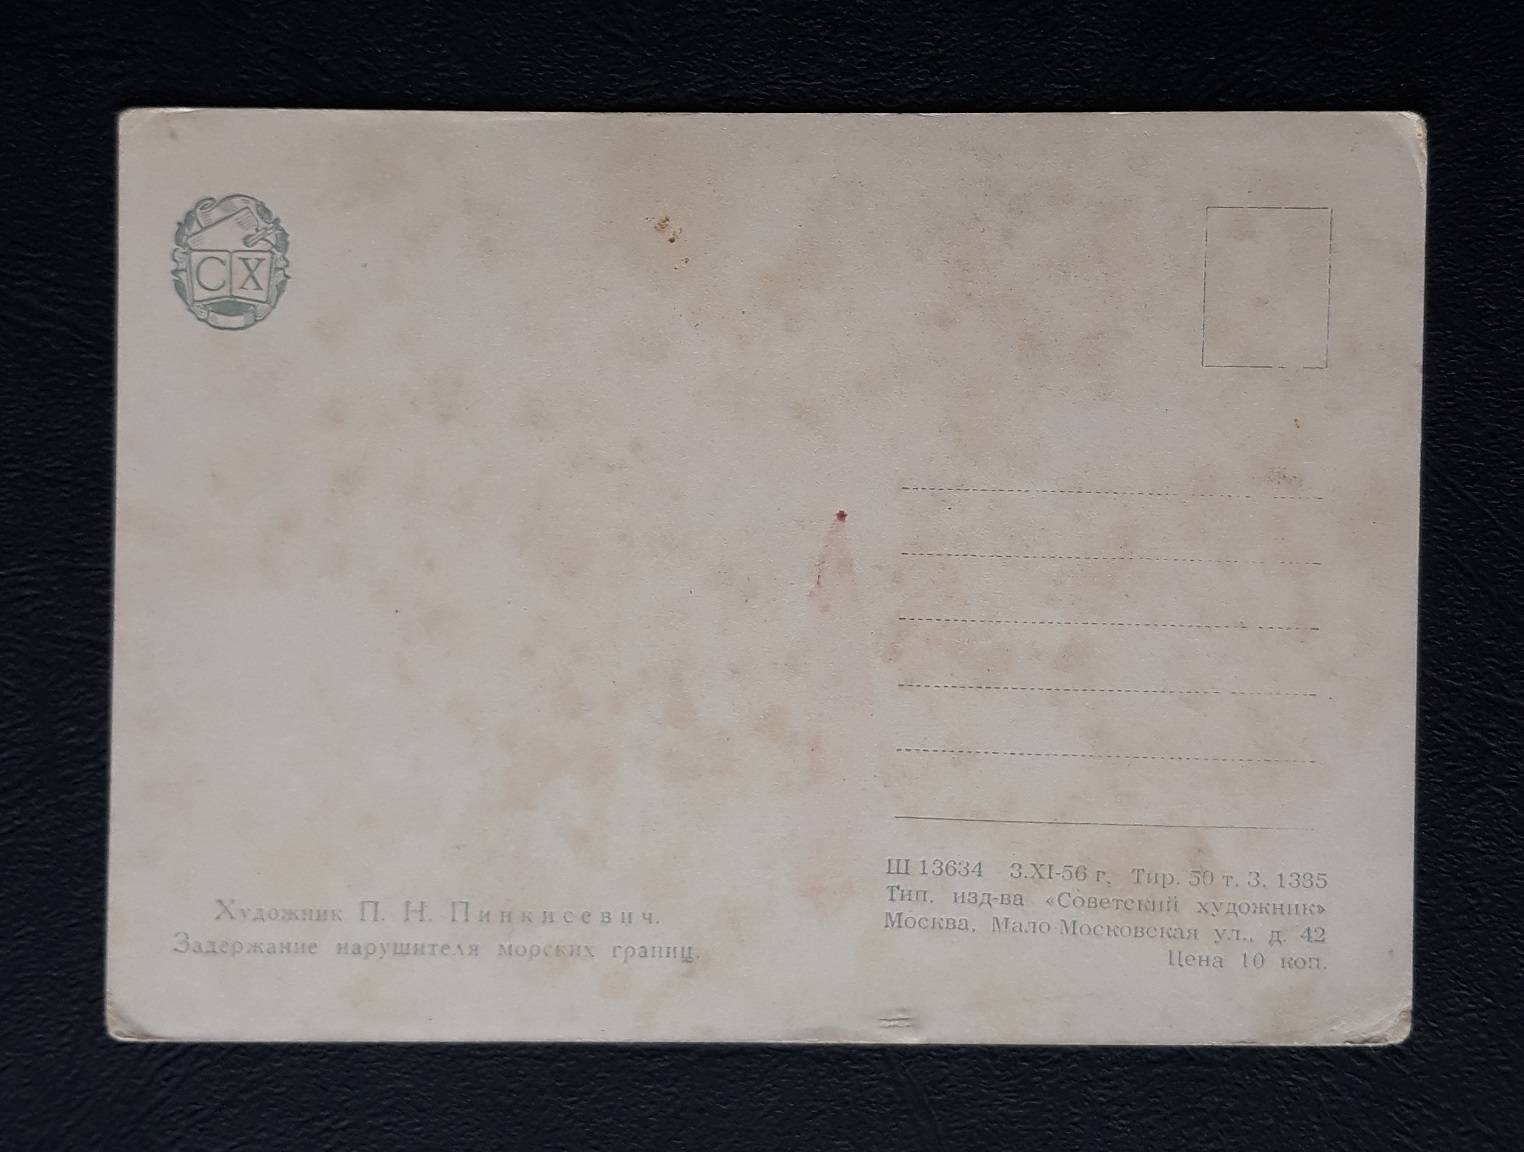 СХ
Художник П. Н. Пинкисевич.
Задержание нарушителя морских границ.
Ш 13634 3.XI-56 г. Тир. 50 т. З. 1385
Тип. изд-ва «Советский художник»
Москва, Мало-Московская ул., д. 42
Цена 10 коп.